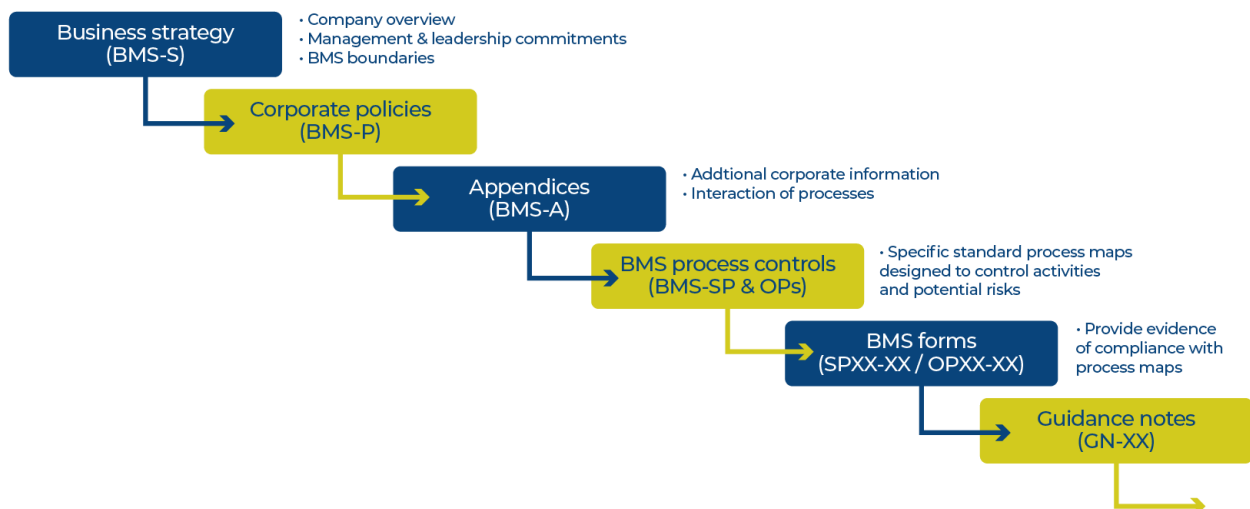 Business strategy
(BMS-S)
• Company overview
• Management & leadership commitments
• BMS boundaries
Corporate policies
(BMS-P)
Appendices
(BMS-A)
• Addtional corporate information
• Interaction of processes
BMS process controls
(BMS-SP & OPs)
• Specific standard process maps
designed to control activities
and potential risks
BMS forms
(SPXX-XX / OPXX-XX)
• Provide evidence
of compliance with
process maps
Guidance notes
(GN-XX)